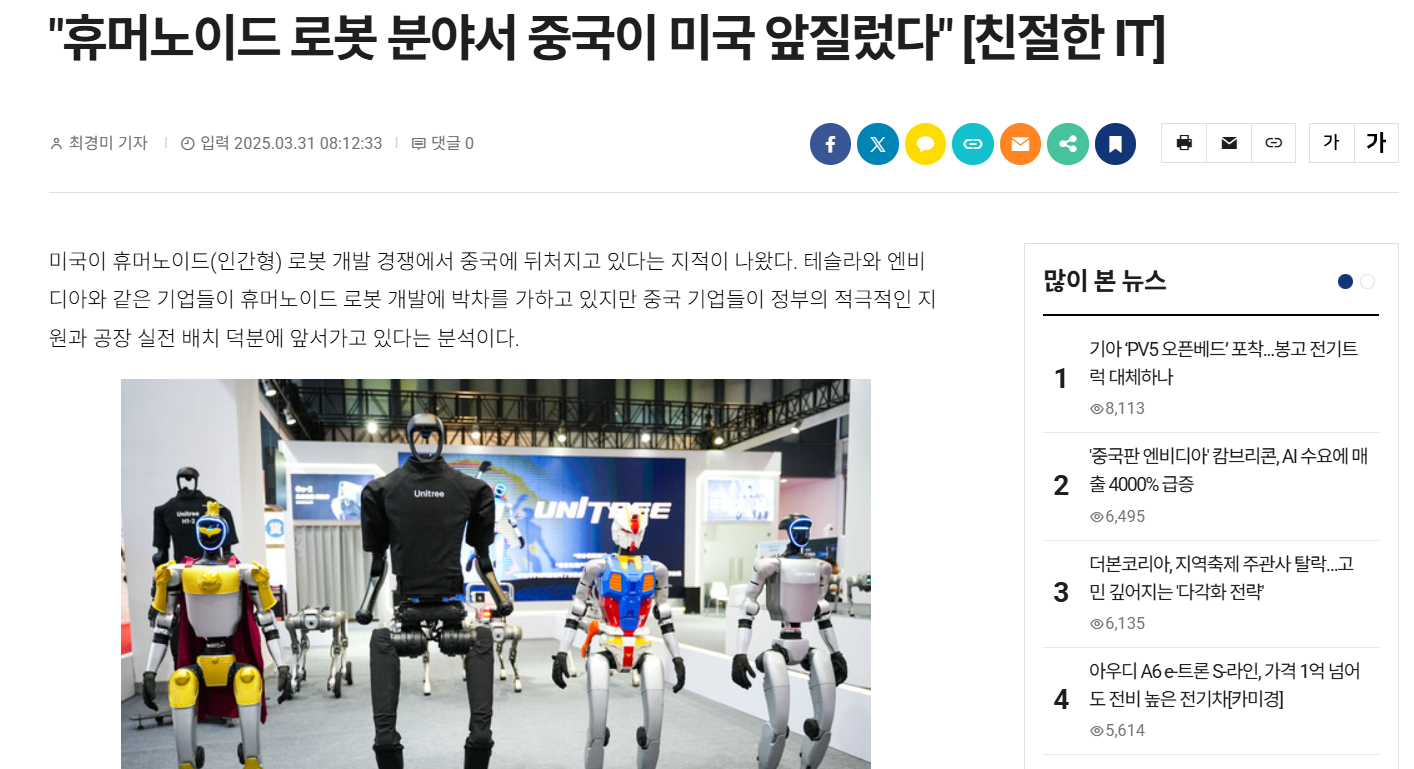 "휴머노이드 로봇 분야서 중국이 미국 앞질렀다" [친절한 IT]
최경미 기자
입력 2025.03.31 08:12:33
댓글 0
가
가
미국이 휴머노이드(인간형) 로봇 개발 경쟁에서 중국에 뒤처지고 있다는 지적이 나왔다. 테슬라와 엔비
디아와 같은 기업들이 휴머노이드 로봇 개발에 박차를 가하고 있지만 중국 기업들이 정부의 적극적인 지
원과 공장 실전 배치 덕분에 앞서가고 있다는 분석이다.
Unitree
Unitree
H1-2
Go-2
UNITREE
많이 본 뉴스
1
기아 ‘PV5 오픈베드’ 포착…봉고 전기트
럭 대체하나
8,113
2
'중국판 엔비디아' 캄브리콘, AI 수요에 매
출 4000% 급증
6,495
3
더본코리아, 지역축제 주관사 탈락…고
민 깊어지는 '다각화 전략'
6,135
4
아우디 A6 e-트론 S-라인, 가격 1억 넘어
도 전비 높은 전기차[카미경]
5,614